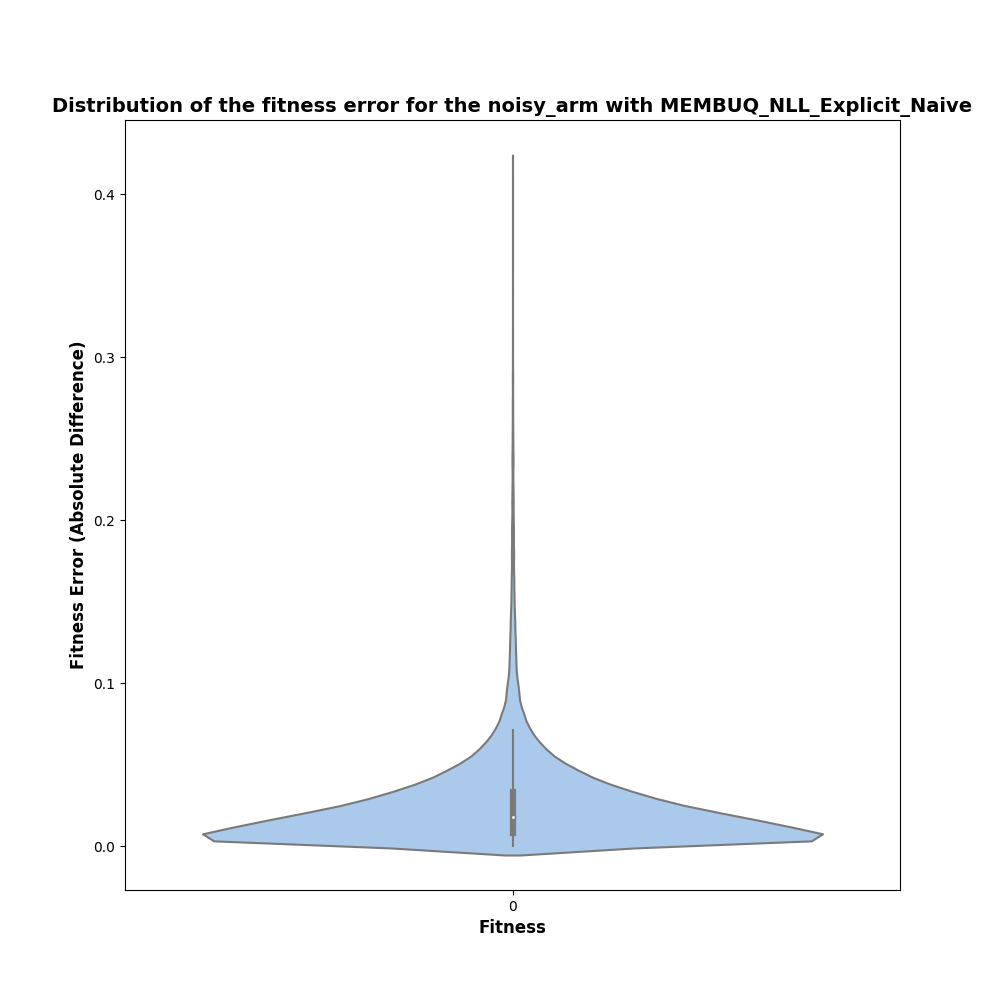 Distribution of the fitness error for the noisy_arm with MEMBUQ_NLL_Explicit_Naive
0.4
0.3
0.2
0.1
0.0
Fitness Error (Absolute Difference)
0
Fitness